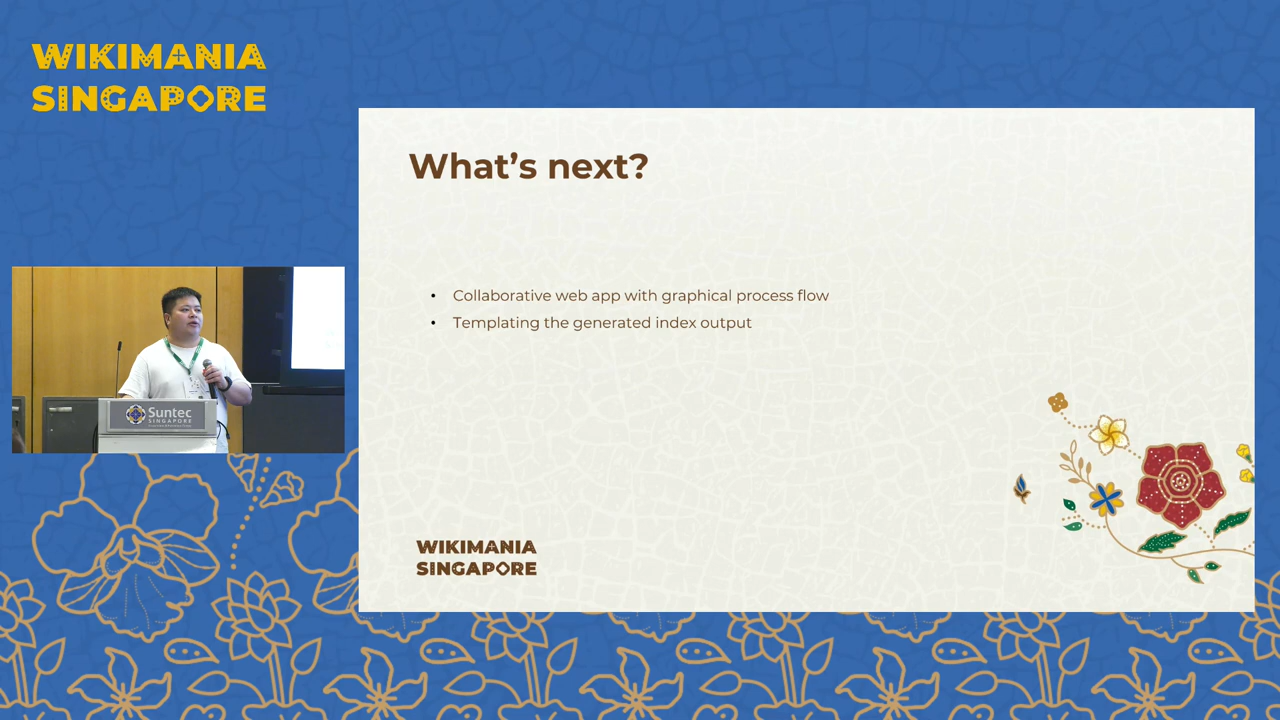 WIKIMANIA
SINGAPORE
What’s next?
• Collaborative web app with graphical process flow
• Templating the generated index output
Suntec
SINGAPORE
WIKIMANIA
SINGAPORE